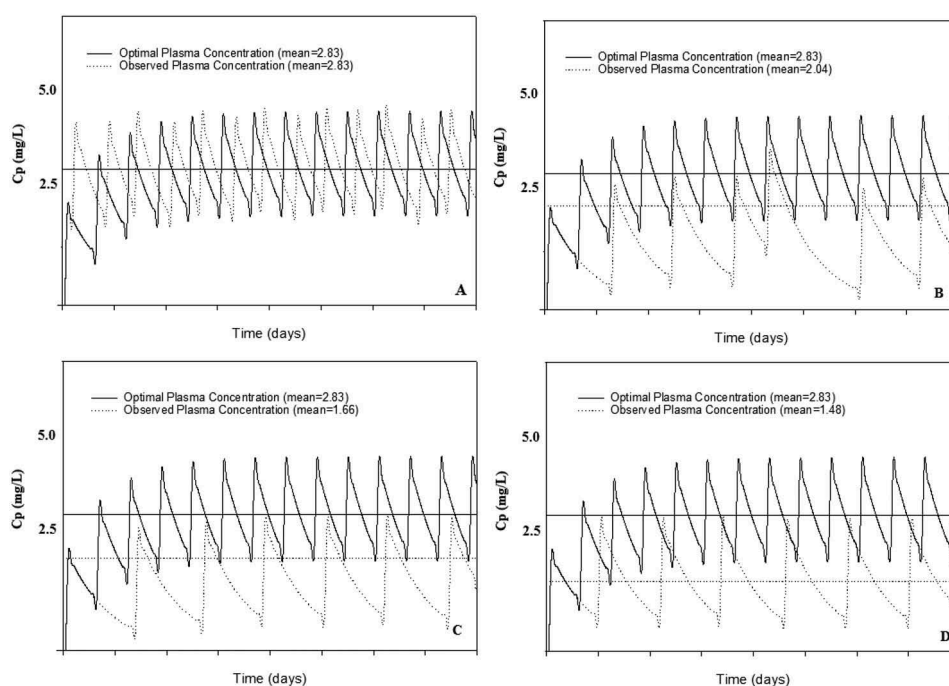 Optimal Plasma Concentration (mean=2.83)
Observed Plasma Concentration (mean=2.83)
5.0
2.5
Cp (mg/L)
A
Time (days)
Optimal Plasma Concentration (mean=2.83)
Observed Plasma Concentration (mean=2.04)
5.0
2.5
Cp (mg/L)
B
Time (days)
Optimal Plasma Concentration (mean=2.83)
Observed Plasma Concentration (mean=1.66)
5.0
2.5
Cp (mg/L)
C
Time (days)
Optimal Plasma Concentration (mean=2.83)
Observed Plasma Concentration (mean=1.48)
5.0
2.5
Cp (mg/L)
D
Time (days)